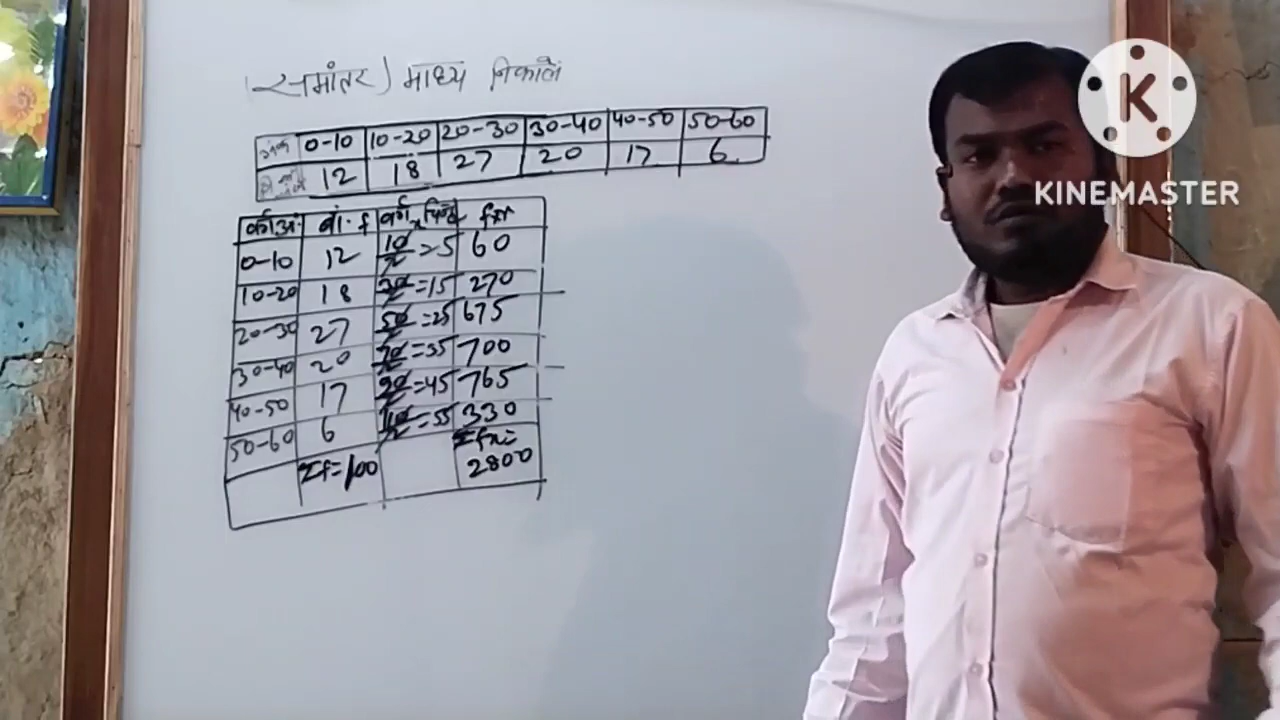 (समांतर) माध्य निकालें
अंक 0-10 10-20 20-30 30-40 40-50 50-60
12 18 27 20 17 6
वर्ग अं. बा. f वर्ग चिन्ह x fx
0-10 12 10/2 = 5 60
10-20 18 30/2 = 15 270
20-30 27 50/2 = 25 675
30-40 20 70/2 = 35 700
40-50 17 90/2 = 45 765
50-60 6 110/2 = 55 330
Σf = 100 Σfx = 2800
K
KINEMASTER